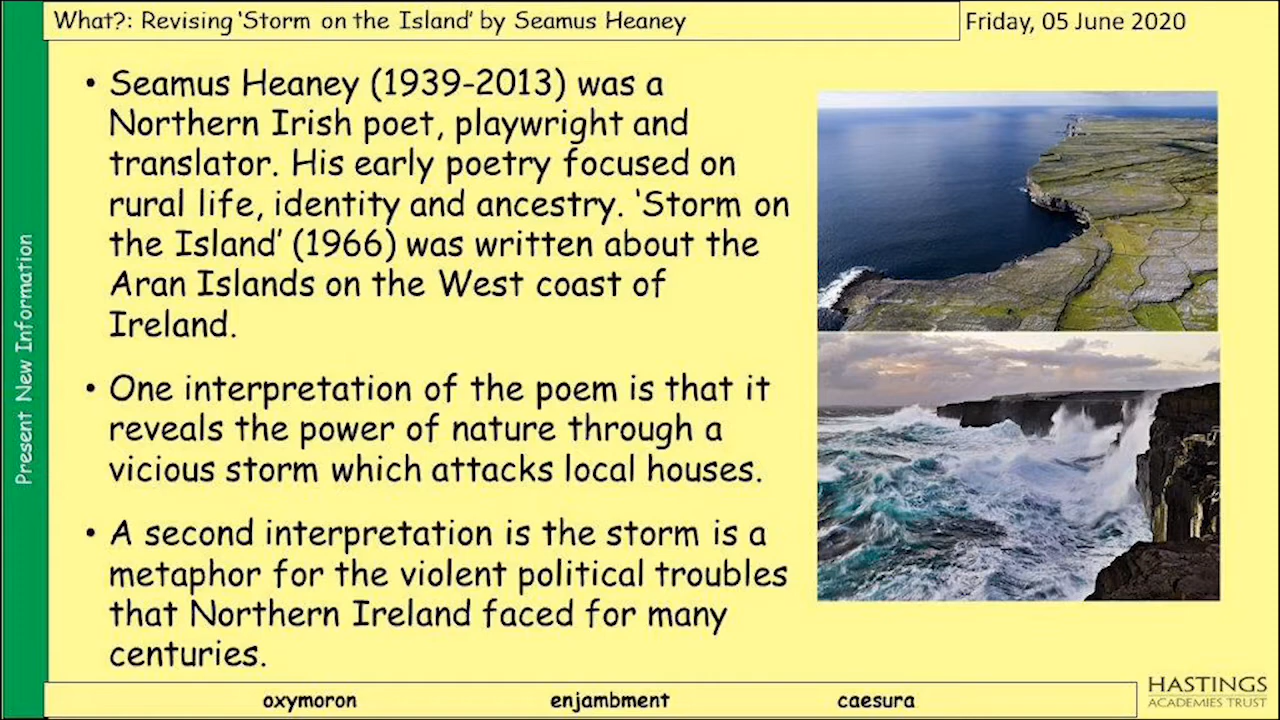 What?: Revising ‘Storm on the Island’ by Seamus Heaney
Friday, 05 June 2020
Present New Information
• Seamus Heaney (1939-2013) was a
Northern Irish poet, playwright and
translator. His early poetry focused on
rural life, identity and ancestry. ‘Storm on
the Island’ (1966) was written about the
Aran Islands on the West coast of
Ireland.
• One interpretation of the poem is that it
reveals the power of nature through a
vicious storm which attacks local houses.
• A second interpretation is the storm is a
metaphor for the violent political troubles
that Northern Ireland faced for many
centuries.
oxymoron enjambment caesura
HASTINGS
ACADEMIES TRUST